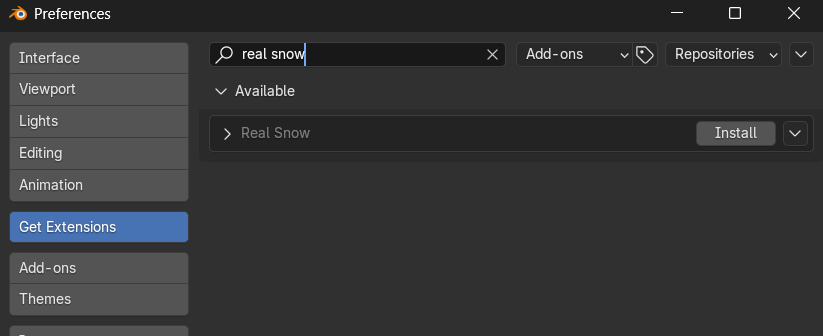 Preferences
Interface
Viewport
Lights
Editing
Animation
Get Extensions
Add-ons
Themes
real snow
Add-ons
Repositories
Available
Real Snow
Install